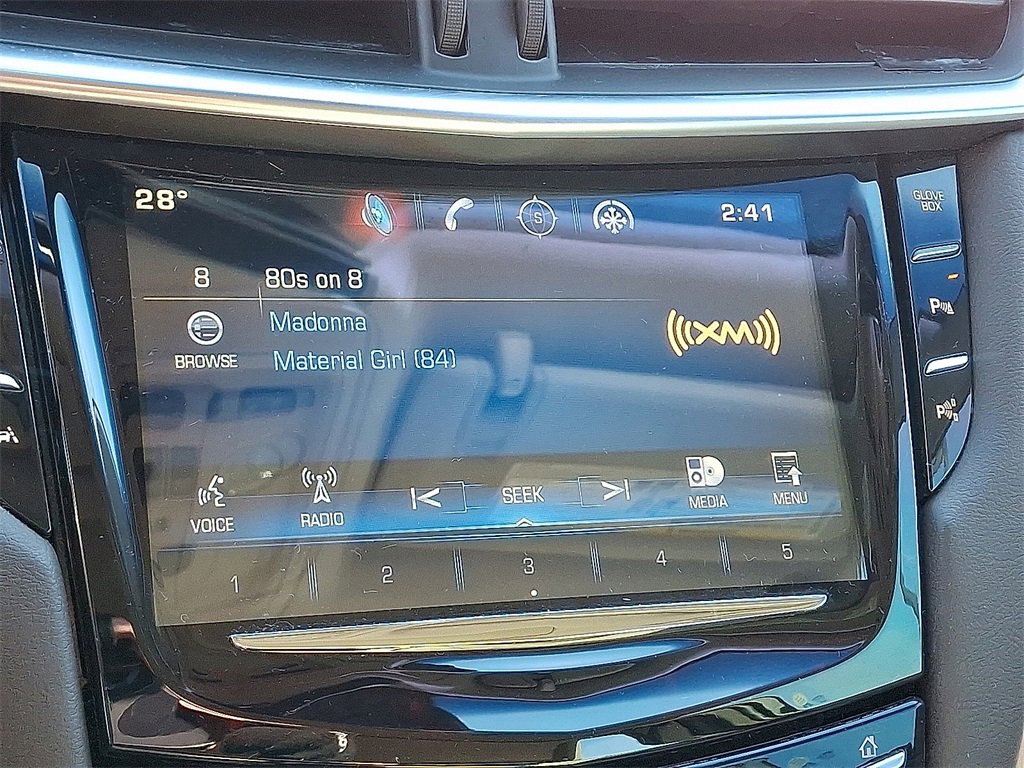 28°
S
2:41
GLOVE
BOX
8 80s on 8
Madonna
BROWSE
Material Girl (84)
((XM))
P
P
VOICE
RADIO
SEEK
MEDIA
MENU
1 2 3 4 5